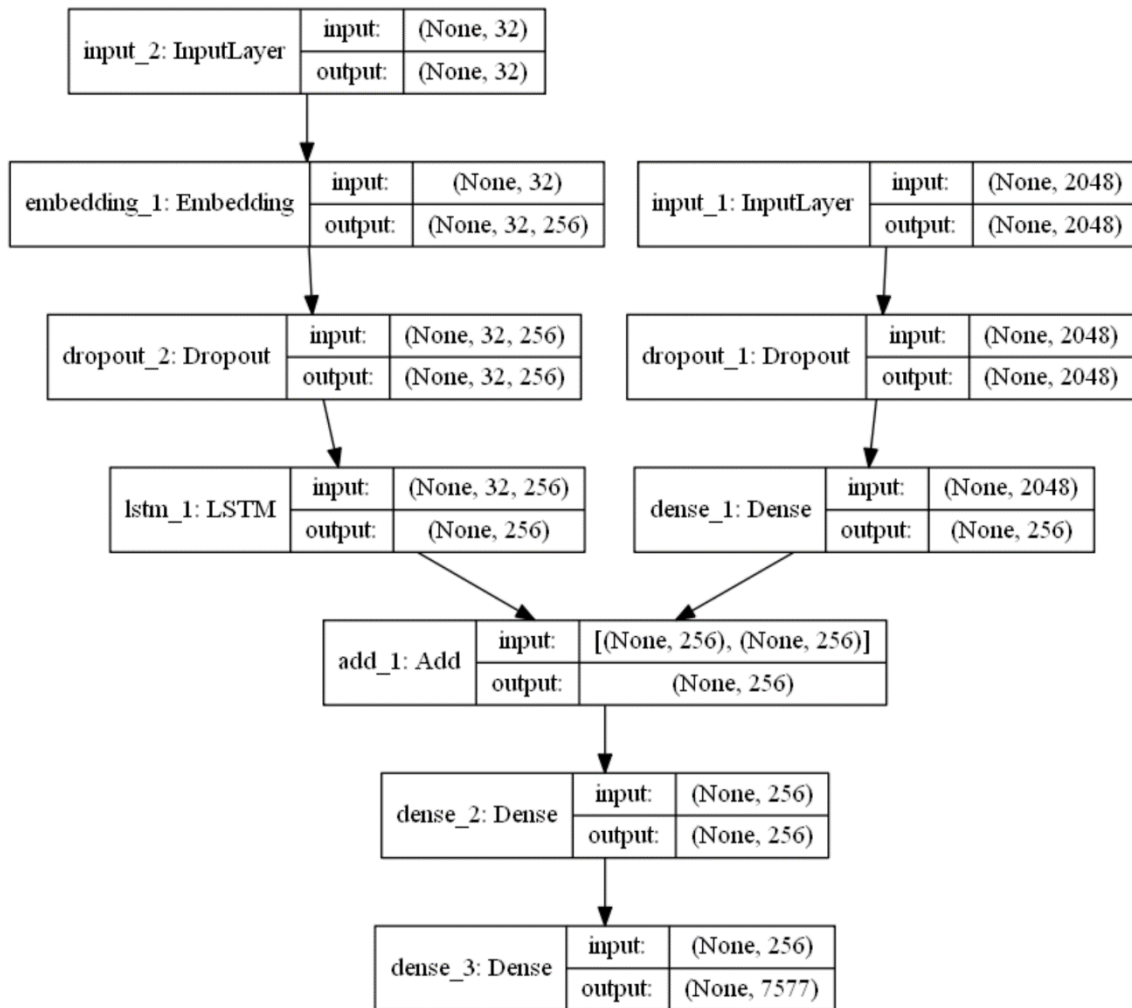 input_2: InputLayer
input: (None, 32)
output: (None, 32)
embedding_1: Embedding
input: (None, 32)
output: (None, 32, 256)
input_1: InputLayer
input: (None, 2048)
output: (None, 2048)
dropout_2: Dropout
input: (None, 32, 256)
output: (None, 32, 256)
dropout_1: Dropout
input: (None, 2048)
output: (None, 2048)
lstm_1: LSTM
input: (None, 32, 256)
output: (None, 256)
dense_1: Dense
input: (None, 2048)
output: (None, 256)
add_1: Add
input: [(None, 256), (None, 256)]
output: (None, 256)
dense_2: Dense
input: (None, 256)
output: (None, 256)
dense_3: Dense
input: (None, 256)
output: (None, 7577)